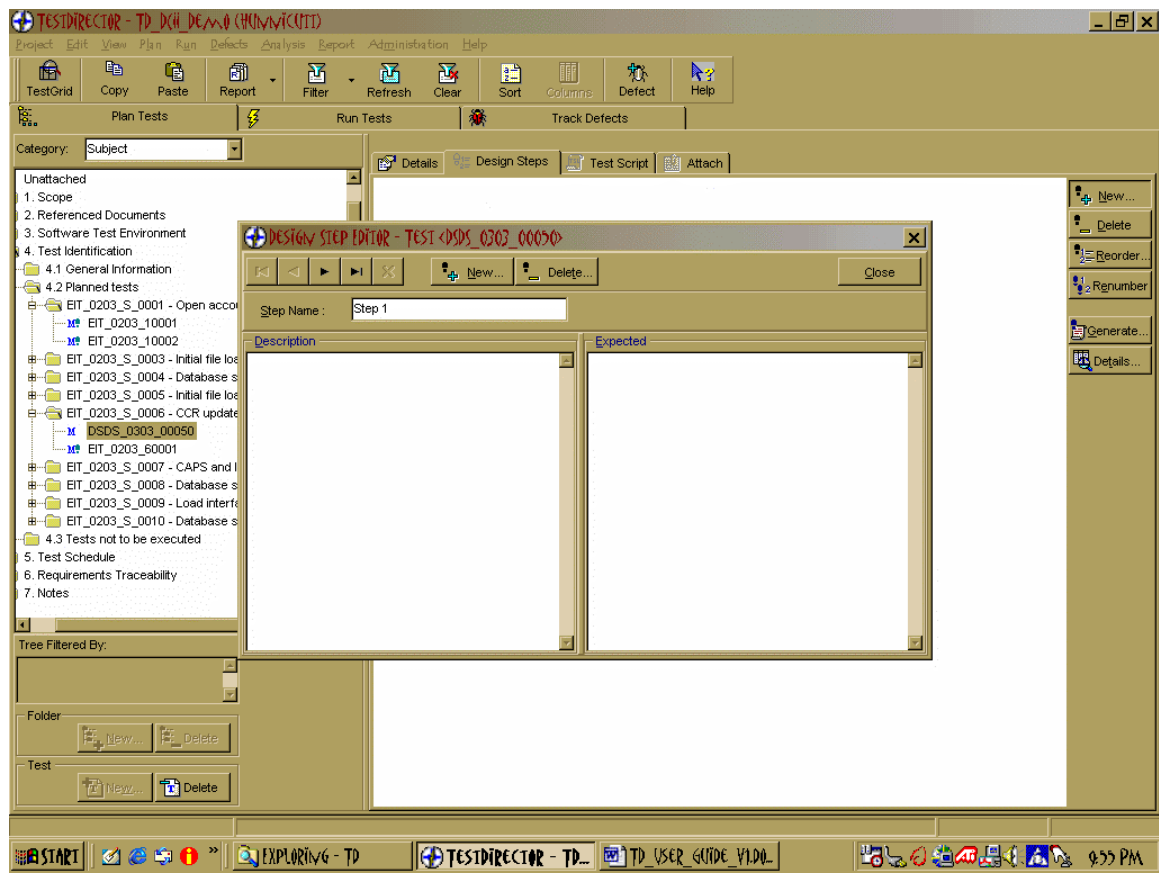 TESTDIRECTOR - TD_DCII_DEMO (HUNNICUTT)
Project Edit View Plan Run Defects Analysis Report Administration Help
TestGrid Copy Paste Report Filter Refresh Clear Sort Columns Defect Help
Plan Tests Run Tests Track Defects
Category: Subject
Details Design Steps Test Script Attach
Unattached
1. Scope
2. Referenced Documents
3. Software Test Environment
4. Test Identification
4.1 General Information
4.2 Planned tests
EIT_0203_S_0001 - Open accou
EIT_0203_10001
EIT_0203_10002
EIT_0203_S_0003 - Initial file loa
EIT_0203_S_0004 - Database s
EIT_0203_S_0005 - Initial file loa
EIT_0203_S_0006 - CCR update
DSDS_0303_00050
EIT_0203_60001
EIT_0203_S_0007 - CAPS and I
EIT_0203_S_0008 - Database s
EIT_0203_S_0009 - Load interfa
EIT_0203_S_0010 - Database s
4.3 Tests not to be executed
5. Test Schedule
6. Requirements Traceability
7. Notes
Tree Filtered By:
Folder
New... Delete
Test
New... Delete
DESIGN STEP EDITOR - TEST <DSDS_0303_00050>
New... Delete... Close
Step Name : Step 1
Description Expected
New...
Delete
Reorder...
Renumber
Generate...
Details...
START EXPLORING - TD TESTDIRECTOR - TD... TD_USER_GUIDE_V1.DO... 9:55 PM